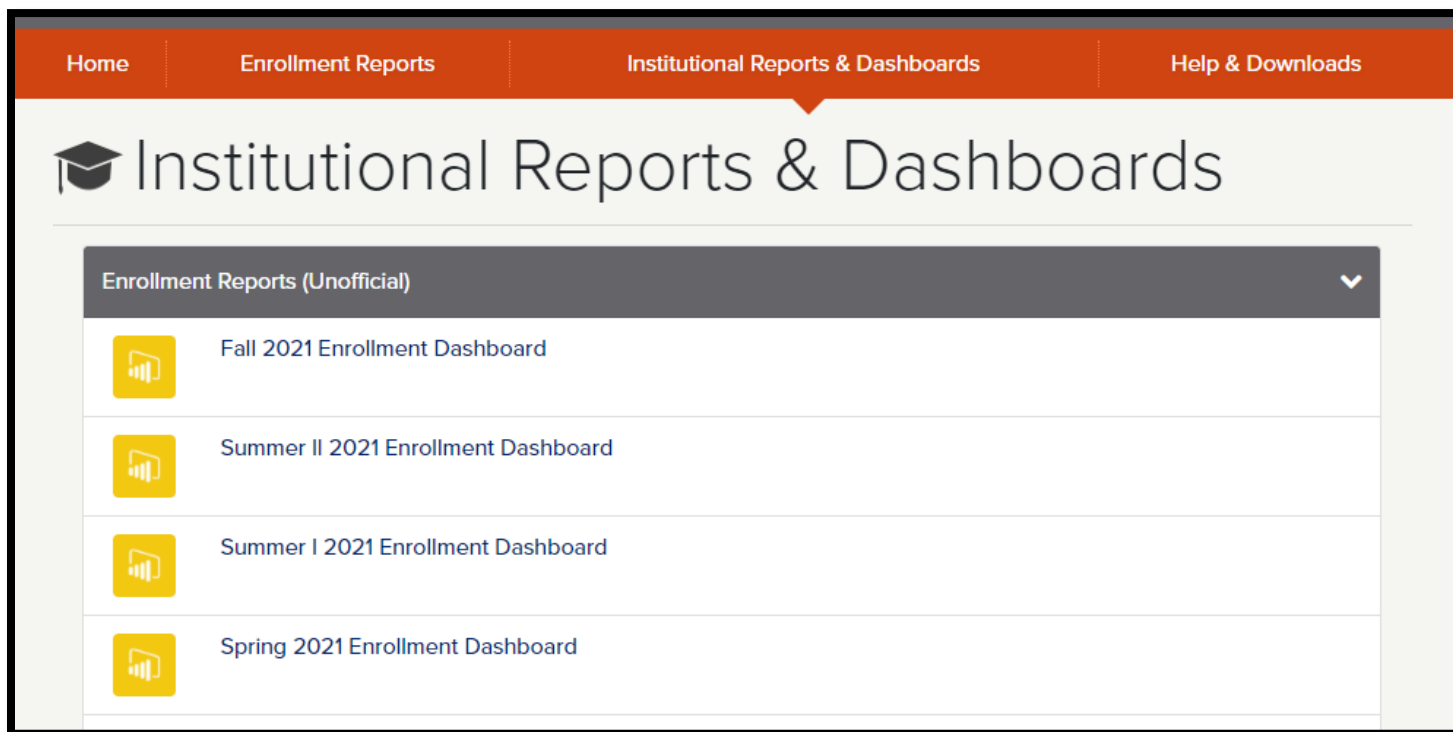 Home Enrollment Reports Institutional Reports & Dashboards Help & Downloads
Institutional Reports & Dashboards
Enrollment Reports (Unofficial)
Fall 2021 Enrollment Dashboard
Summer II 2021 Enrollment Dashboard
Summer I 2021 Enrollment Dashboard
Spring 2021 Enrollment Dashboard